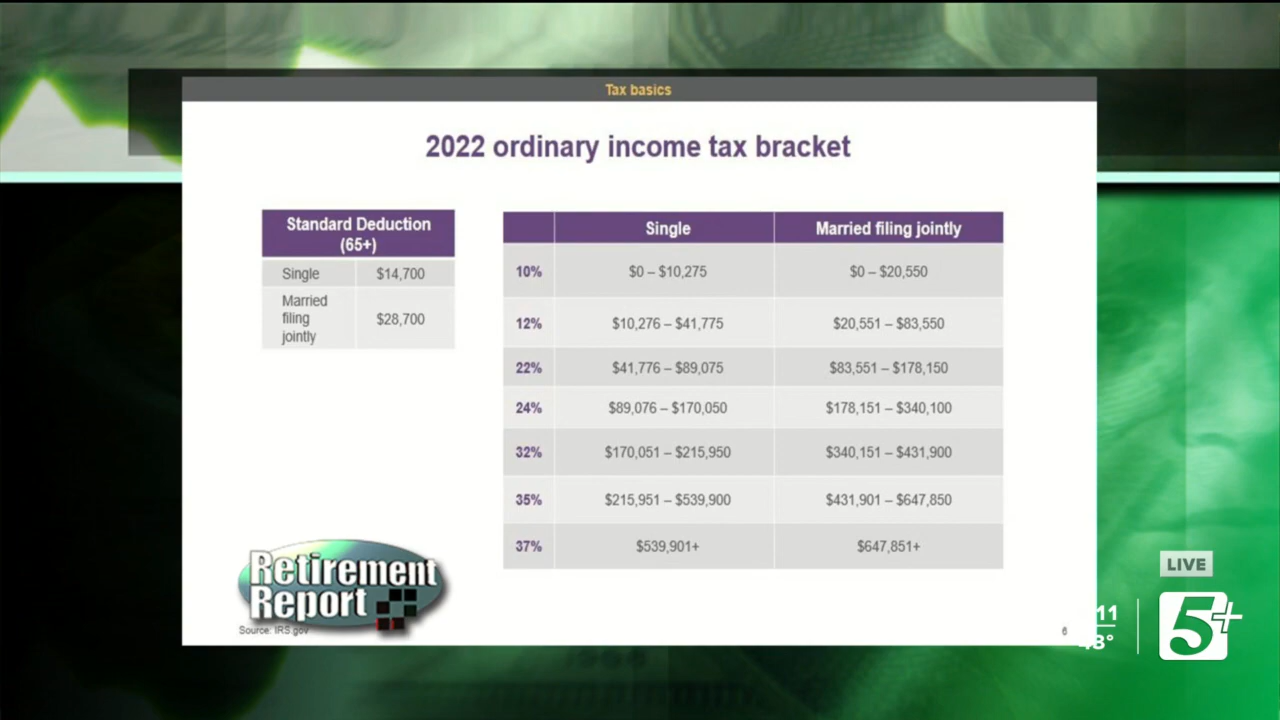 Tax basics
2022 ordinary income tax bracket
Standard Deduction
(65+)
Single $14,700
Married
filing
jointly
$28,700
Single Married filing jointly
10% $0 – $10,275 $0 – $20,550
12% $10,276 – $41,775 $20,551 – $83,550
22% $41,776 – $89,075 $83,551 – $178,150
24% $89,076 – $170,050 $178,151 – $340,100
32% $170,051 – $215,950 $340,151 – $431,900
35% $215,951 – $539,900 $431,901 – $647,850
37% $539,901+ $647,851+
Retirement
Report
Source: IRS.gov
6
LIVE
11
5+